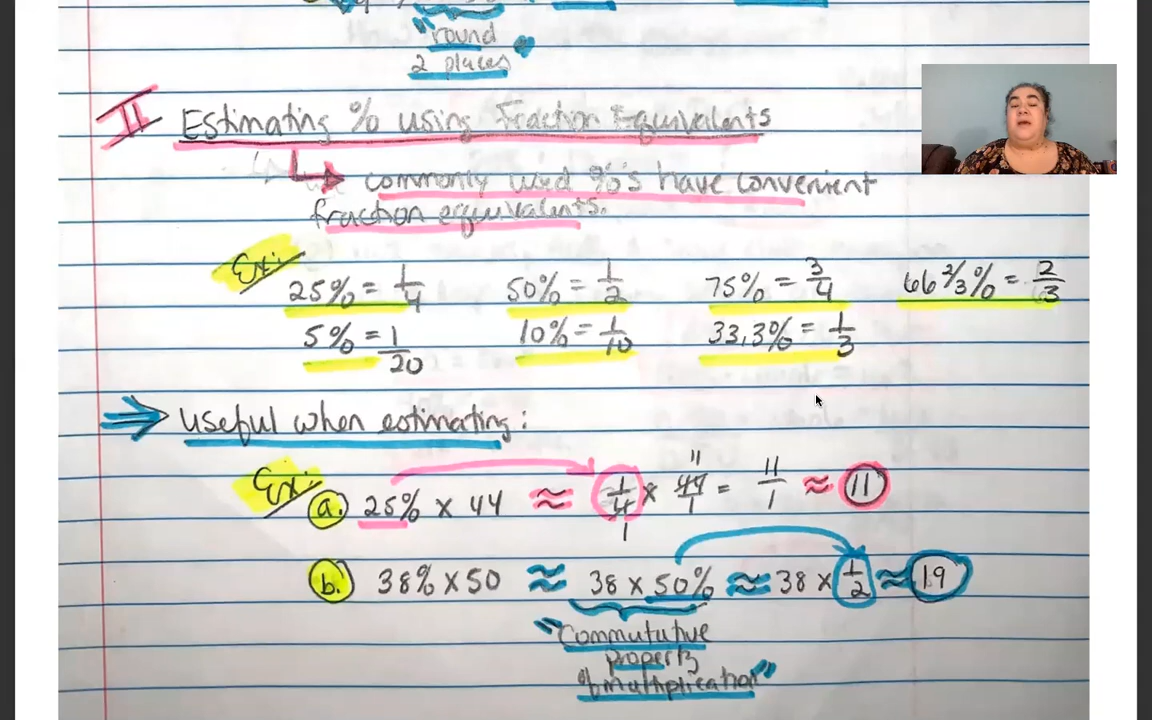 "round
2 places"
II Estimating % using Fraction Equivalents
commonly used %'s have convenient
fraction equivalents.
Ex: 25% = 1/4 50% = 1/2 75% = 3/4 66 2/3% = 2/3
5% = 1/20 10% = 1/10 33.3% = 1/3
⇒ useful when estimating:
Ex: a. 25% × 44 ≈ 1/4 × 44/1 = 11/1 ≈ 11
11
1
b. 38% × 50 ≈ 38 × 50% ≈ 38 × 1/2 ≈ 19
"Commutative
property
of multiplication"